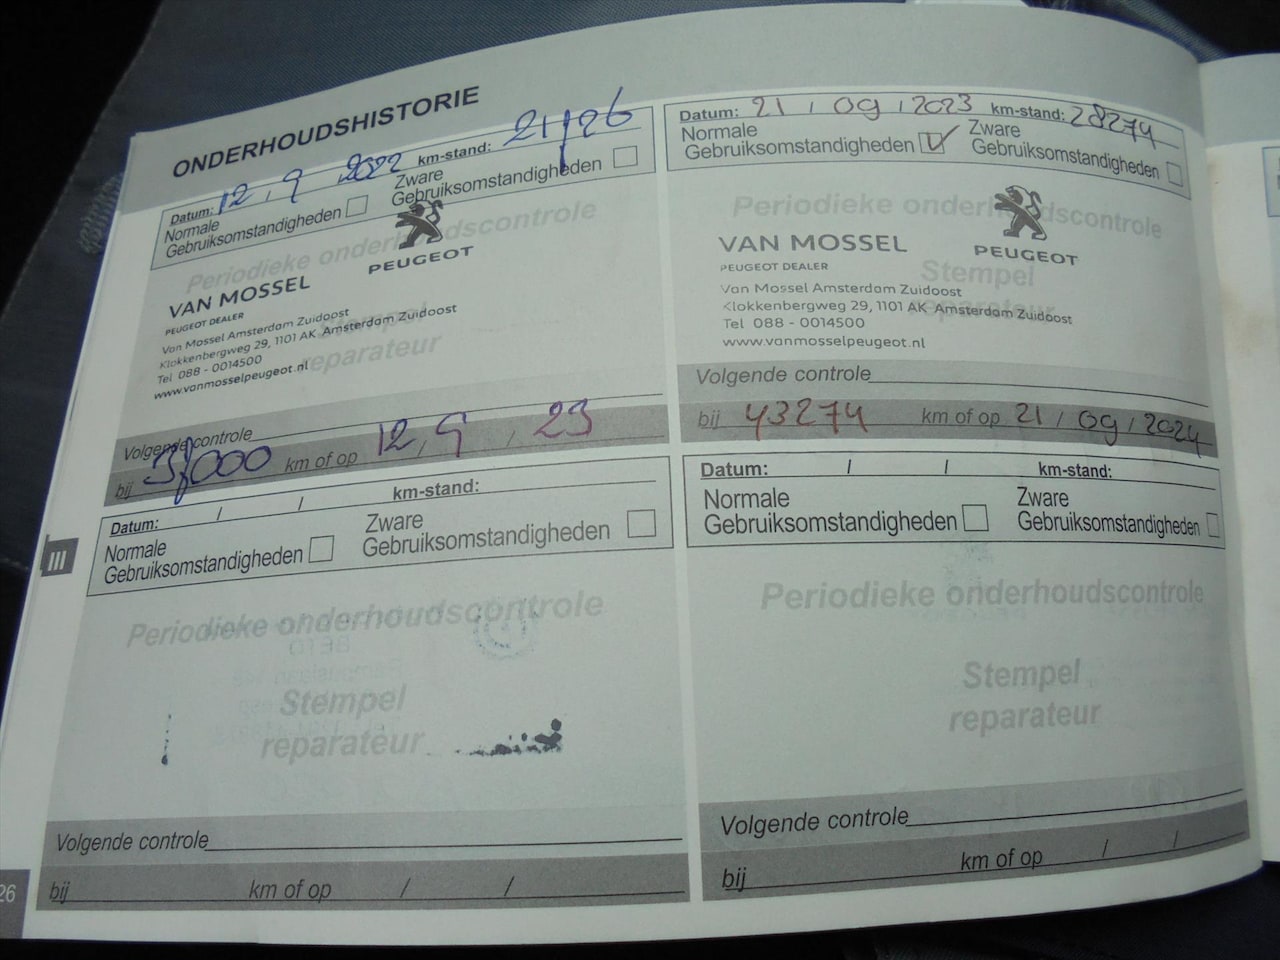 ONDERHOUDSHISTORIE
Datum: 12, 9 2022 km-stand:
Normale Gebruiksomstandigheden
Zware Gebruiksomstandigheden
Periodieke onderhoudscontrole
PEUGEOT
VAN MOSSEL
PEUGEOT DEALER
Stempel
Van Mossel Amsterdam Zuidoost
Klokkenbergweg 29, 1101 AK Amsterdam Zuidoost
reparateur
Tel 088 - 0014500
www.vanmosselpeugeot.nl
Volgende controle
bij km of op 12, 9 / 23
Datum: 21 / 09 / 2023 km-stand: 28274
Normale Gebruiksomstandigheden
Zware Gebruiksomstandigheden
Periodieke onderhoudscontrole
VAN MOSSEL
PEUGEOT
PEUGEOT DEALER
Stempel
Van Mossel Amsterdam Zuidoost
reparateur
Klokkenbergweg 29, 1101 AK Amsterdam Zuidoost
Tel 088 - 0014500
www.vanmosselpeugeot.nl
Volgende controle
bij 43274 km of op 21 / 09 / 2024
III
Datum: / / km-stand:
Normale Gebruiksomstandigheden
Zware Gebruiksomstandigheden
Periodieke onderhoudscontrole
Stempel
reparateur
Volgende controle
bij km of op / /
Datum: / / km-stand:
Normale Gebruiksomstandigheden
Zware Gebruiksomstandigheden
Periodieke onderhoudscontrole
Stempel
reparateur
Volgende controle
bij km of op / /
26